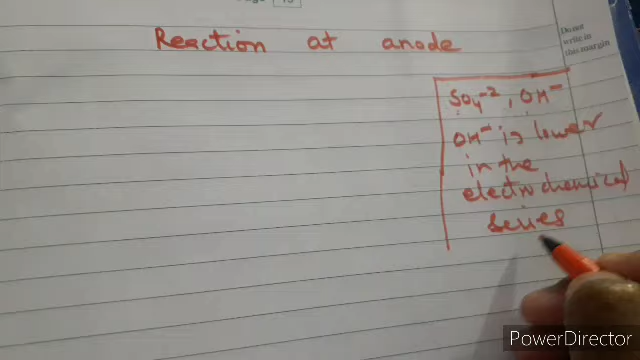 Do not
write in
this margin
Reaction at anode
SO4-2, OH-
OH- is lower
in the
electrochemical
series
PowerDirector